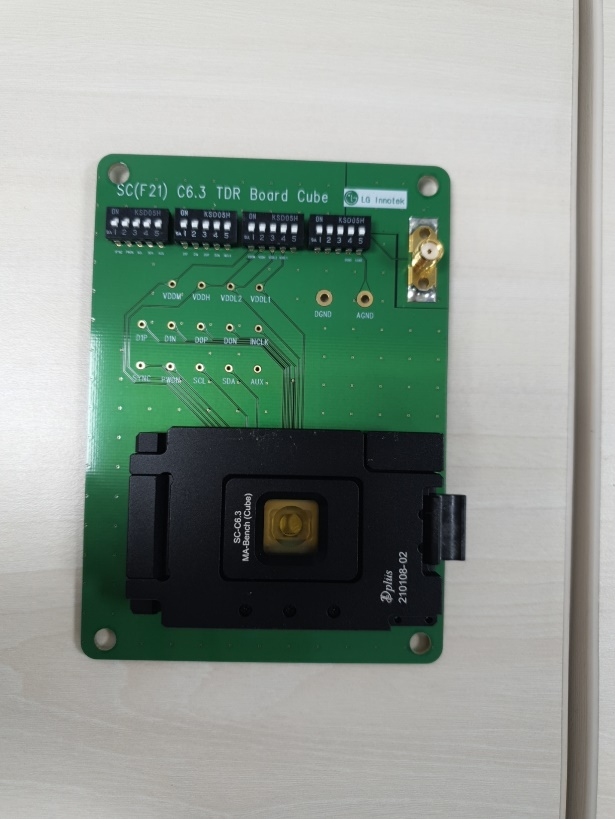 SC(F21) C6.3 TDR Board Cube
LG Innotek
ON KSD05H
1 2 3 4 5
ON KSD05H
1 2 3 4 5
ON KSD05H
1 2 3 4 5
ON KSD05H
1 2 3 4 5
VDDM VDDH VDDL2 VDDL1
DGND AGND
D1P D1N D0P D0N INCLK
SYNC PWDN SCL SDA AUX
SC-C6.3
MA-Bench (Cube)
Dplus
210108-02